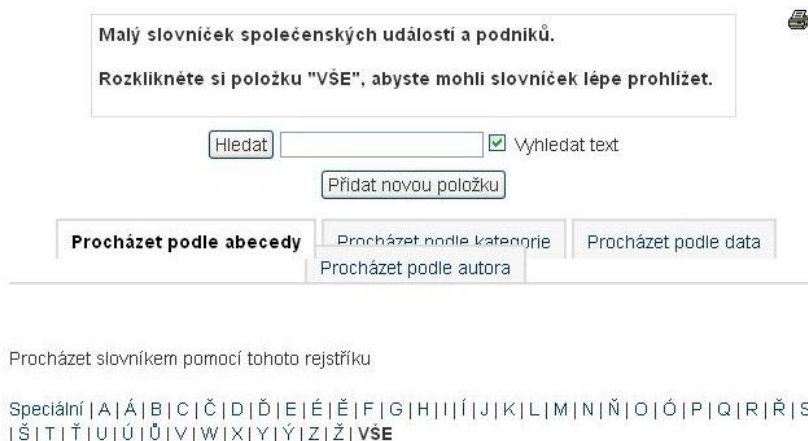 Malý slovníček společenských událostí a podniků.
Rozklikněte si položku "VŠE", abyste mohli slovníček lépe prohlížet.
Hledat Vyhledat text
Přidat novou položku
Procházet podle abecedy Procházet podle kategorie Procházet podle data
Procházet podle autora
Procházet slovníkem pomocí tohoto rejstříku
Speciální | A | Á | B | C | Č | D | Ď | E | É | Ě | F | G | H | I | Í | J | K | L | M | N | Ň | O | Ó | P | Q | R | Ř | S
| Š | T | Ť | U | Ú | Ů | V | W | X | Y | Ý | Z | Ž | VŠE